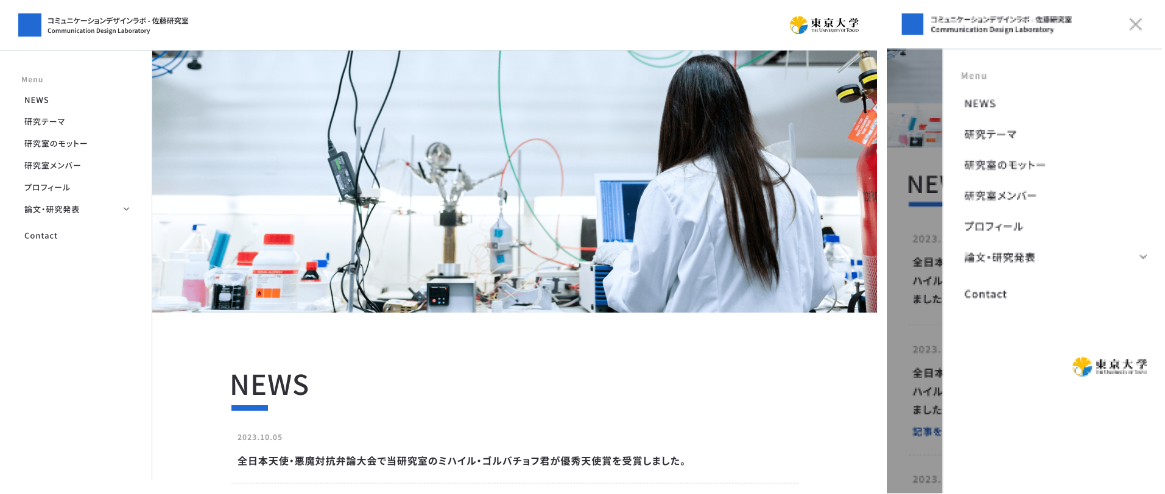 コミュニケーションデザインラボ - 佐藤研究室
Communication Design Laboratory
東京大学
THE UNIVERSITY OF TOKYO
Menu
NEWS
研究テーマ
研究室のモットー
研究室メンバー
プロフィール
論文・研究発表
Contact
NEWS
2023.10.05
全日本天使・悪魔対抗弁論大会で当研究室のミハイル・ゴルバチョフ君が優秀天使賞を受賞しました。
コミュニケーションデザインラボ - 佐藤研究室
Communication Design Laboratory
Menu
NEWS
研究テーマ
研究室のモットー
研究室メンバー
プロフィール
論文・研究発表
Contact
東京大学
THE UNIVERSITY OF TOKYO
NE
2023.
全日本
ハイル
ました
2023.
全日本
ハイル
ました
記事を
2023.